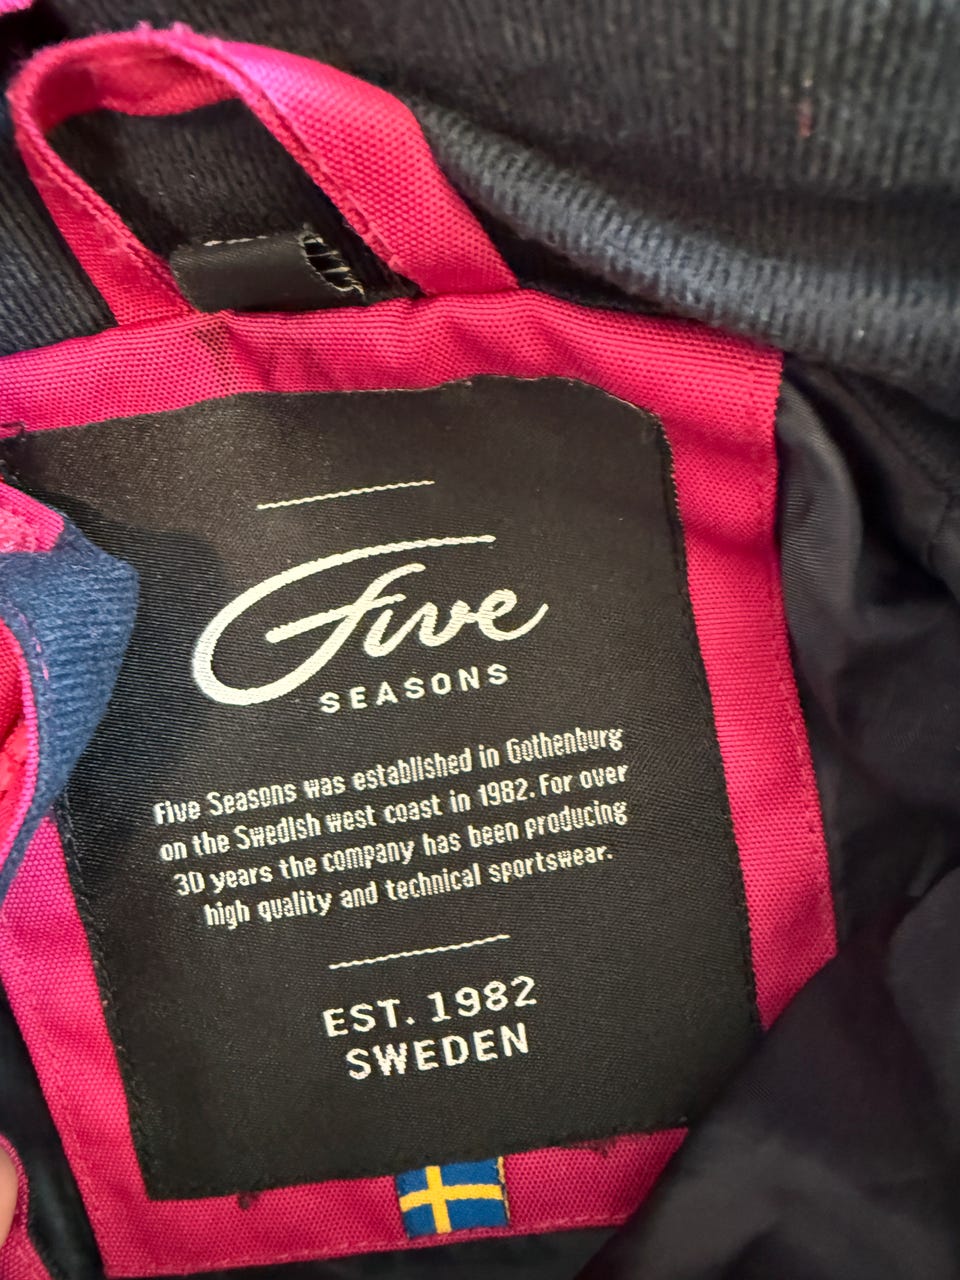 Five
SEASONS
Five Seasons was established in Gothenburg
on the Swedish west coast in 1982. For over
30 years the company has been producing
high quality and technical sportswear.
EST. 1982
SWEDEN